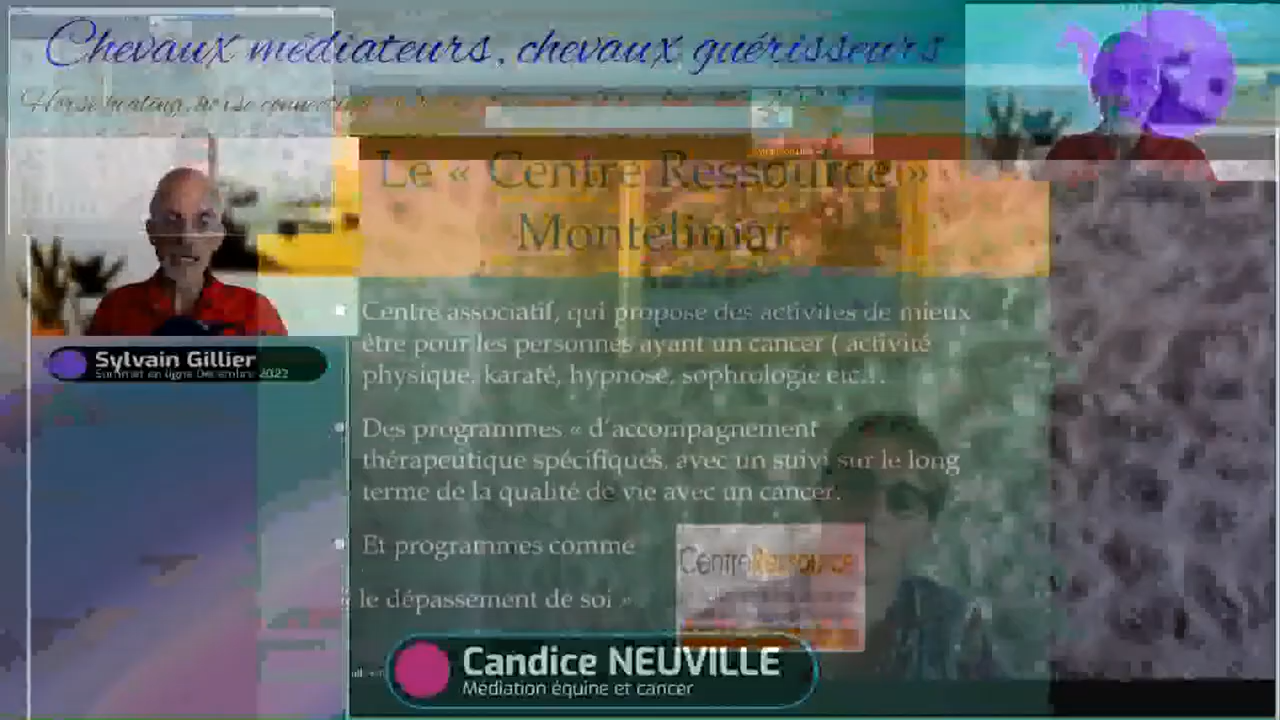 Chevaux médiateurs, chevaux guérisseurs
Le « Centre Ressource »
Montélimar
Sylvain Gillier
Sommet en ligne Décembre 2022
▪ Centre associatif, qui propose des activités de mieux
être pour les personnes ayant un cancer ( activité
physique, karaté, hypnose, sophrologie etc...
▪ Des programmes « d'accompagnement
thérapeutique spécifiques, avec un suivi sur le long
terme de la qualité de vie avec un cancer.
▪ Et programmes comme
le dépassement de soi »
CentreRessource
Candice NEUVILLE
Médiation équine et cancer